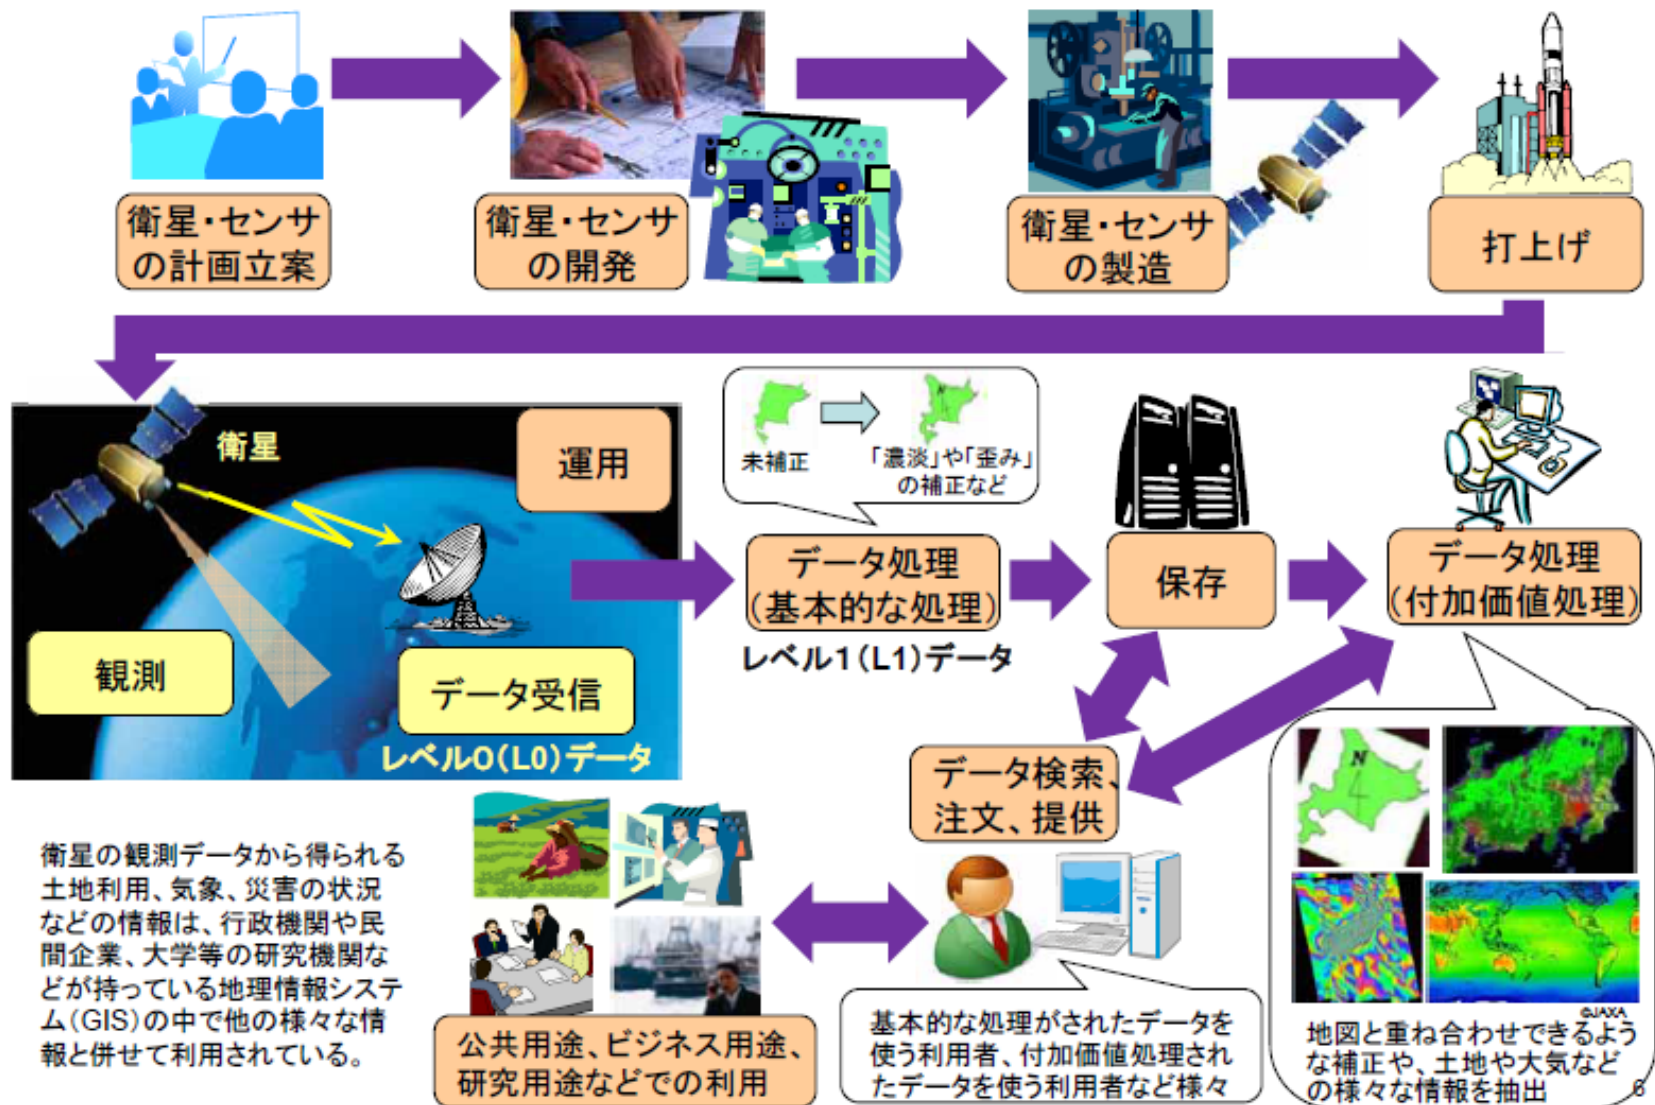 衛星・センサ
の計画立案
衛星・センサ
の開発
衛星・センサ
の製造
打上げ
衛星
運用
観測
データ受信
レベル0(L0)データ
未補正
「濃淡」や「歪み」
の補正など
データ処理
(基本的な処理)
レベル1(L1)データ
保存
データ処理
(付加価値処理)
データ検索、
注文、提供
N
©JAXA
地図と重ね合わせできるよう
な補正や、土地や大気など
の様々な情報を抽出
基本的な処理がされたデータを
使う利用者、付加価値処理され
たデータを使う利用者など様々
公共用途、ビジネス用途、
研究用途などでの利用
衛星の観測データから得られる
土地利用、気象、災害の状況
などの情報は、行政機関や民
間企業、大学等の研究機関な
どが持っている地理情報システ
ム(GIS)の中で他の様々な情
報と併せて利用されている。
6